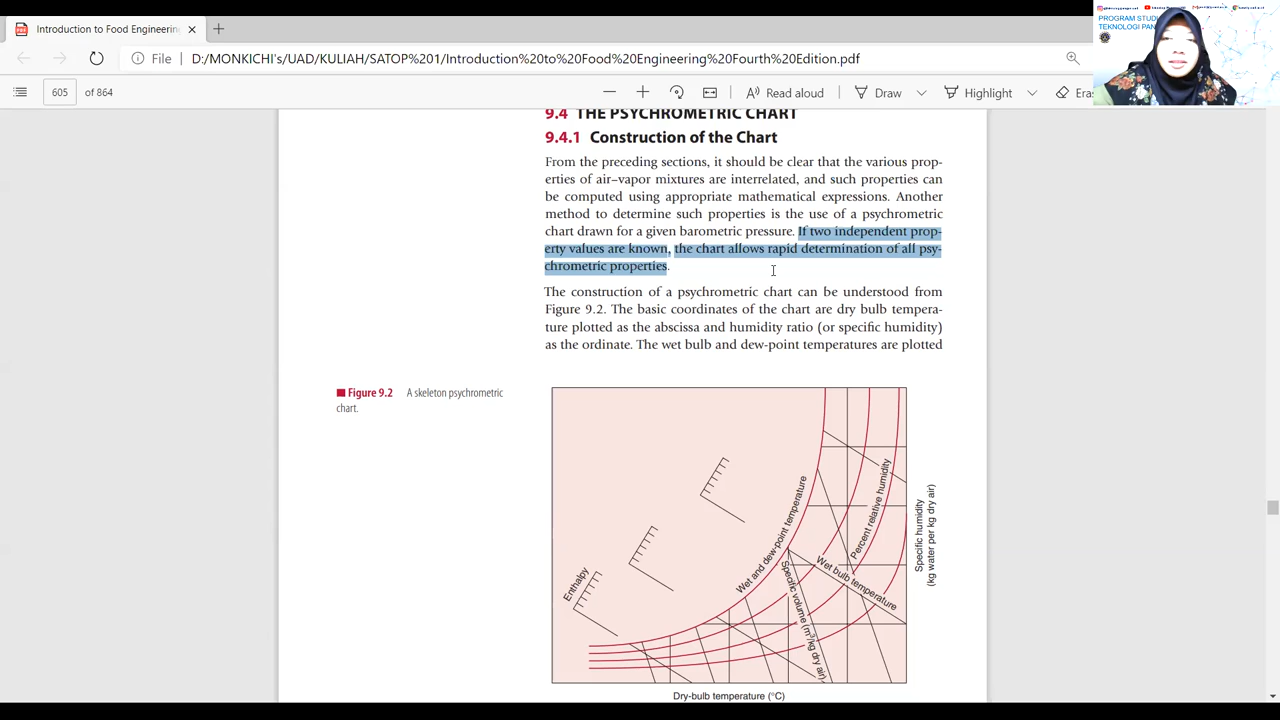 Introduction to Food Engineering
File
D:/MONKICHI's/UAD/KULIAH/SATOP%201/Introduction%20to%20Food%20Engineering%20Fourth%20Edition.pdf
605 of 864
Read aloud
Draw
Highlight
Eras
PROGRAM STUDI
TEKNOLOGI PAN
9.4 THE PSYCHROMETRIC CHART
9.4.1 Construction of the Chart
From the preceding sections, it should be clear that the various prop-
erties of air–vapor mixtures are interrelated, and such properties can
be computed using appropriate mathematical expressions. Another
method to determine such properties is the use of a psychrometric
chart drawn for a given barometric pressure. If two independent prop-
erty values are known, the chart allows rapid determination of all psy-
chrometric properties.
The construction of a psychrometric chart can be understood from
Figure 9.2. The basic coordinates of the chart are dry bulb tempera-
ture plotted as the abscissa and humidity ratio (or specific humidity)
as the ordinate. The wet bulb and dew-point temperatures are plotted
Figure 9.2 A skeleton psychrometric
chart.
Enthalpy
Wet and dew-point temperature
Percent relative humidity
Wet bulb temperature
Specific volume (m³/kg dry air)
Specific humidity
(kg water per kg dry air)
Dry-bulb temperature (°C)